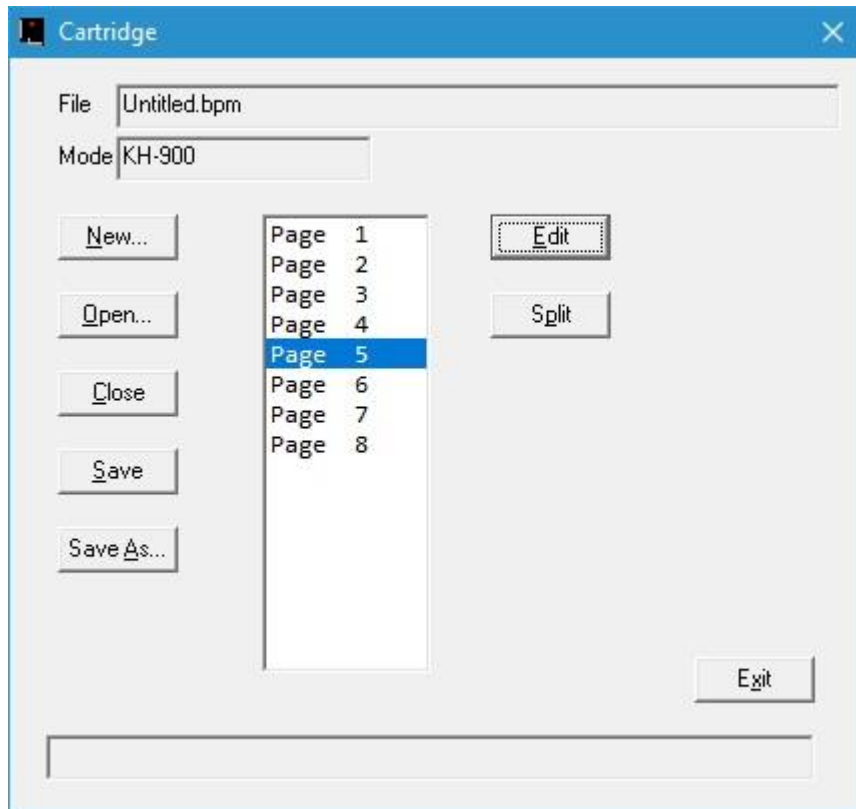 Cartridge
File Untitled.bpm
Mode KH-900
New...
Open...
Close
Save
Save As...
Page 1
Page 2
Page 3
Page 4
Page 5
Page 6
Page 7
Page 8
Edit
Split
Exit